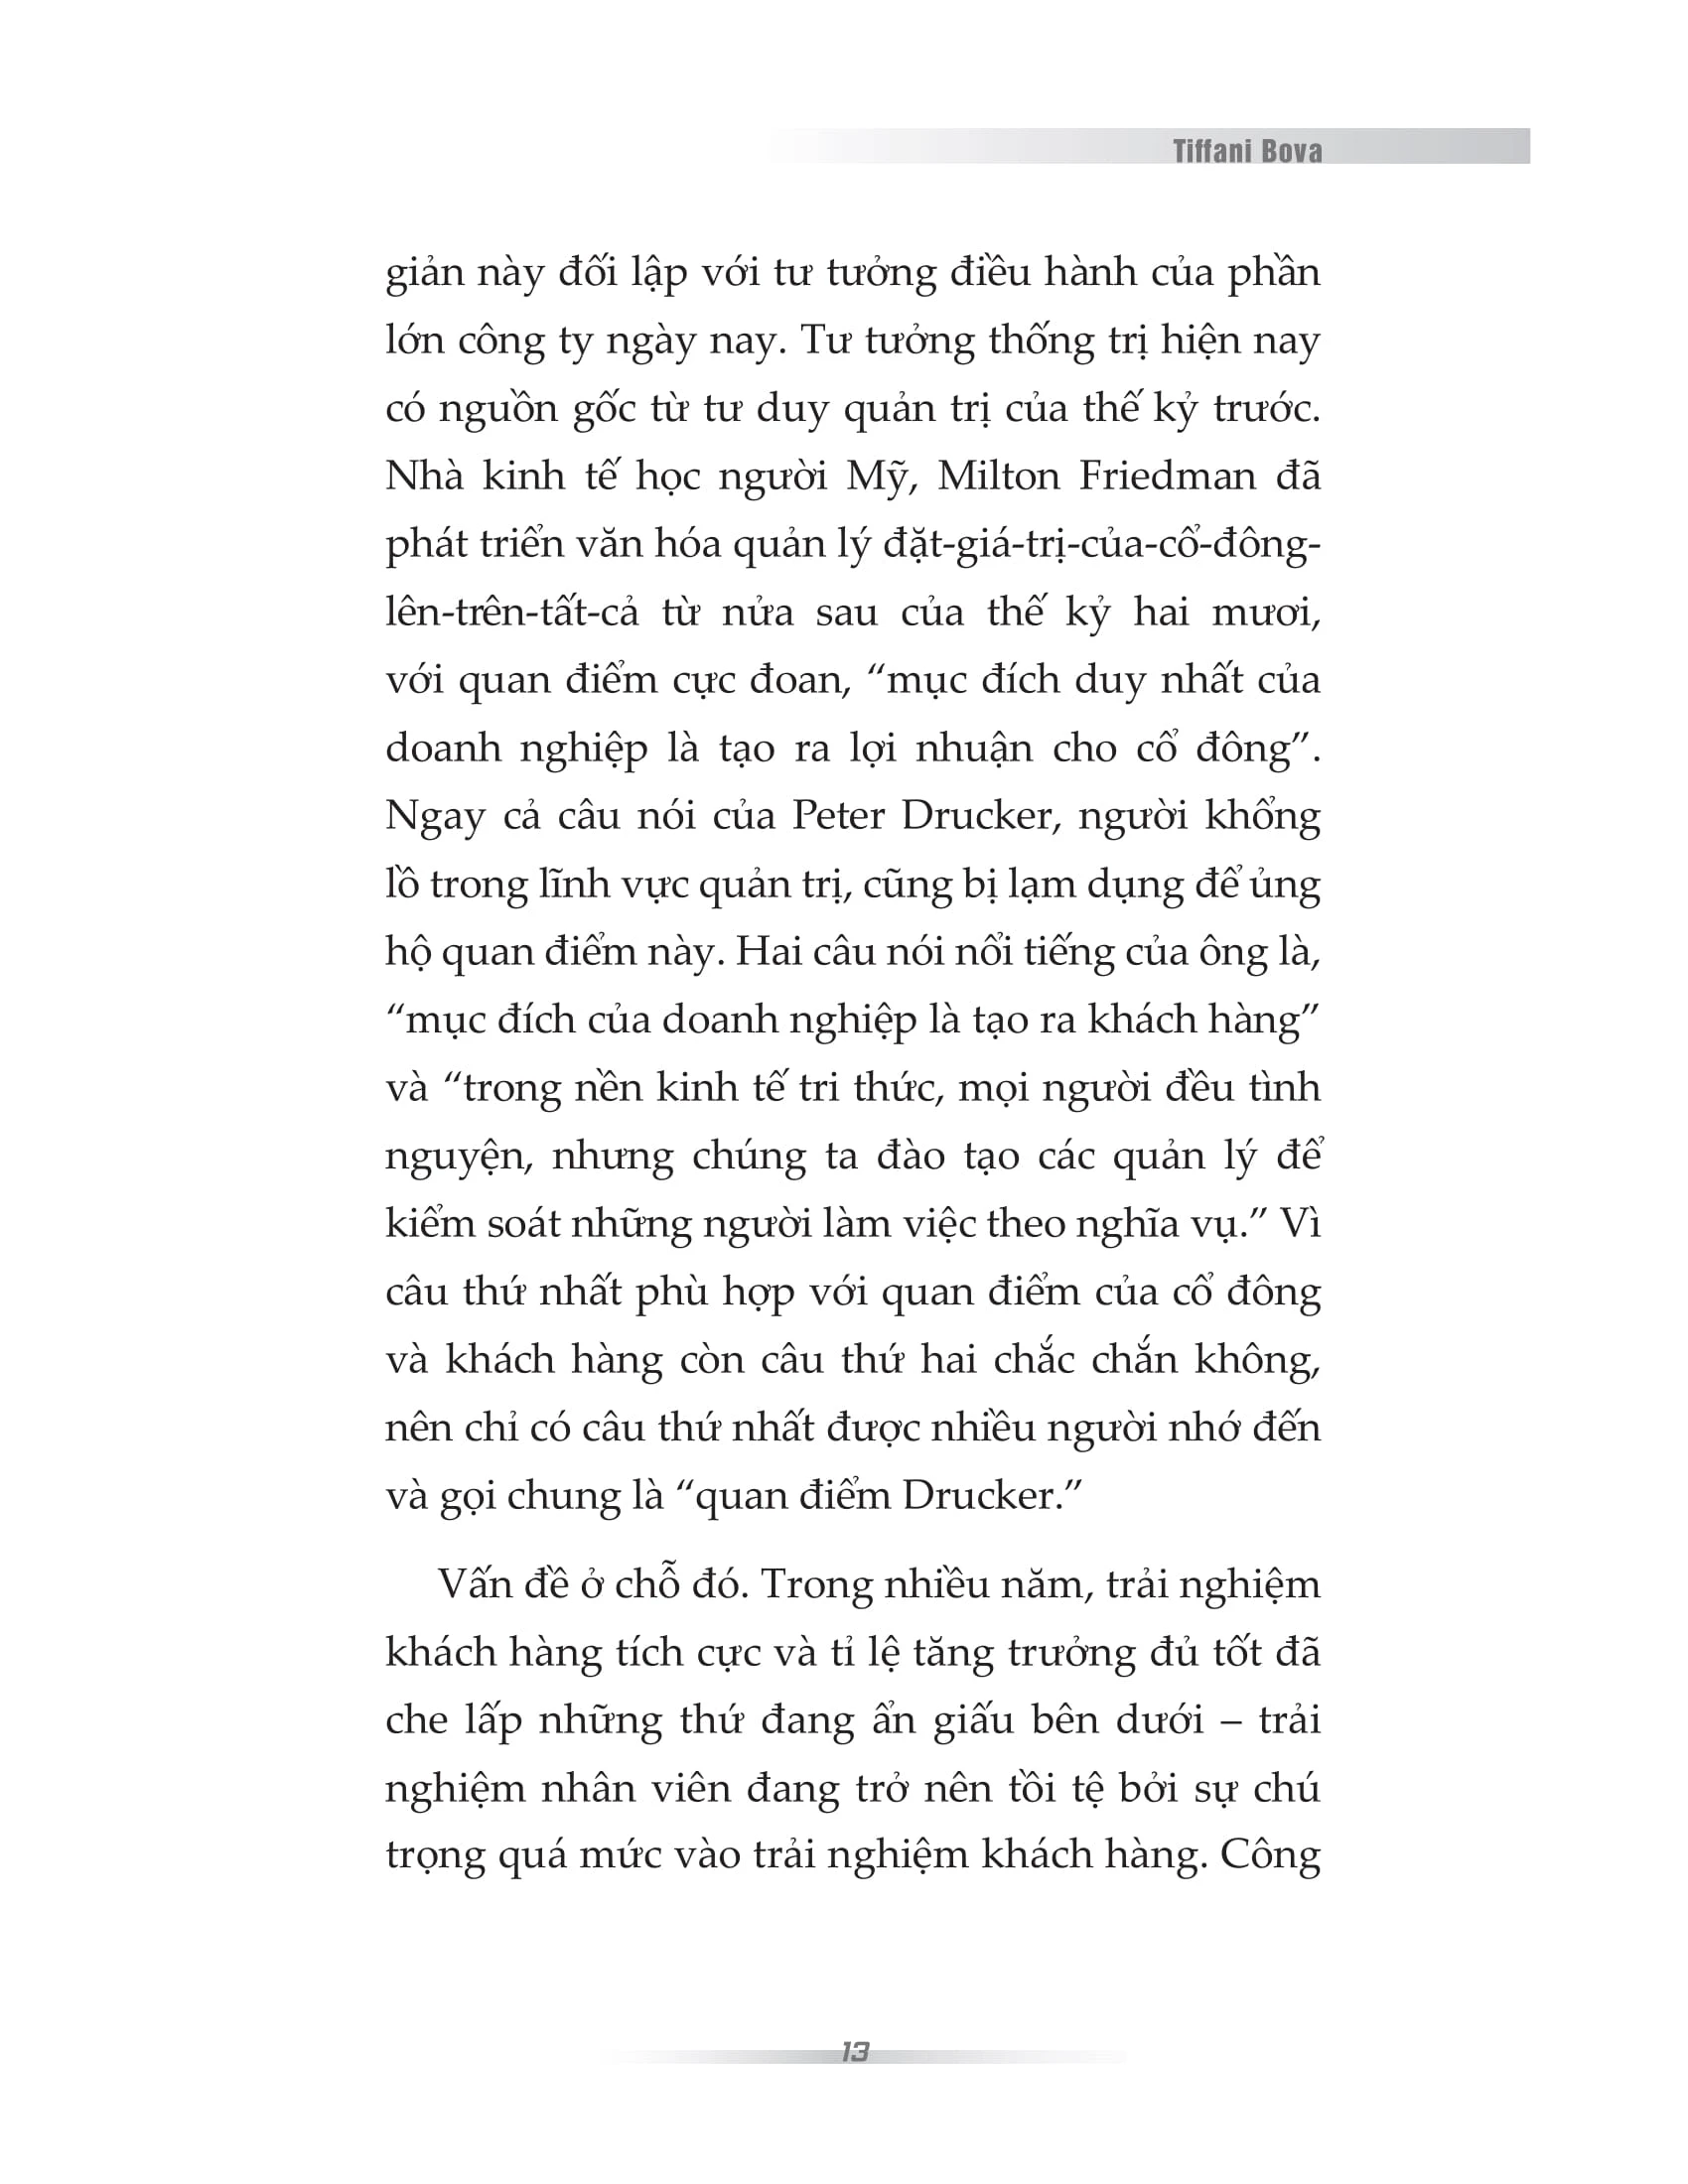 Tiffani Bova
giản này đối lập với tư tưởng điều hành của phần
lớn công ty ngày nay. Tư tưởng thống trị hiện nay
có nguồn gốc từ tư duy quản trị của thế kỷ trước.
Nhà kinh tế học người Mỹ, Milton Friedman đã
phát triển văn hóa quản lý đặt-giá-trị-của-cổ-đông-
lên-trên-tất-cả từ nửa sau của thế kỷ hai mươi,
với quan điểm cực đoan, “mục đích duy nhất của
doanh nghiệp là tạo ra lợi nhuận cho cổ đông”.
Ngay cả câu nói của Peter Drucker, người khổng
lồ trong lĩnh vực quản trị, cũng bị lạm dụng để ủng
hộ quan điểm này. Hai câu nói nổi tiếng của ông là,
“mục đích của doanh nghiệp là tạo ra khách hàng”
và “trong nền kinh tế tri thức, mọi người đều tình
nguyện, nhưng chúng ta đào tạo các quản lý để
kiểm soát những người làm việc theo nghĩa vụ.” Vì
câu thứ nhất phù hợp với quan điểm của cổ đông
và khách hàng còn câu thứ hai chắc chắn không,
nên chỉ có câu thứ nhất được nhiều người nhớ đến
và gọi chung là “quan điểm Drucker.”
Vấn đề ở chỗ đó. Trong nhiều năm, trải nghiệm
khách hàng tích cực và tỉ lệ tăng trưởng đủ tốt đã
che lấp những thứ đang ẩn giấu bên dưới – trải
nghiệm nhân viên đang trở nên tồi tệ bởi sự chú
trọng quá mức vào trải nghiệm khách hàng. Công
13